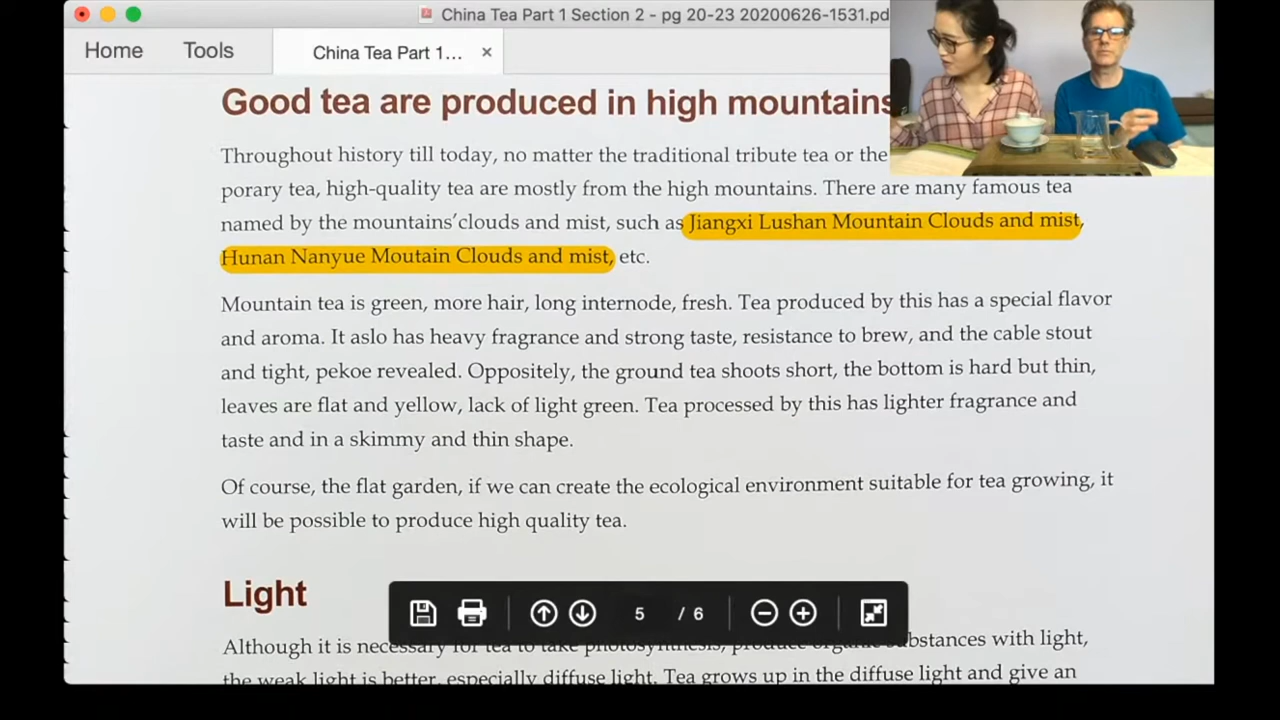 China Tea Part 1 Section 2 - pg 20-23 20200626-1531.pd
Home Tools China Tea Part 1... ×
Good tea are produced in high mountains
Throughout history till today, no matter the traditional tribute tea or the
porary tea, high-quality tea are mostly from the high mountains. There are many famous tea
named by the mountains'clouds and mist, such as Jiangxi Lushan Mountain Clouds and mist,
Hunan Nanyue Moutain Clouds and mist, etc.
Mountain tea is green, more hair, long internode, fresh. Tea produced by this has a special flavor
and aroma. It aslo has heavy fragrance and strong taste, resistance to brew, and the cable stout
and tight, pekoe revealed. Oppositely, the ground tea shoots short, the bottom is hard but thin,
leaves are flat and yellow, lack of light green. Tea processed by this has lighter fragrance and
taste and in a skimmy and thin shape.
Of course, the flat garden, if we can create the ecological environment suitable for tea growing, it
will be possible to produce high quality tea.
Light
5 / 6
Although it is necessary for tea to take photosynthesis, produce organic substances with light,
the weak light is better, especially diffuse light. Tea grows up in the diffuse light and give an